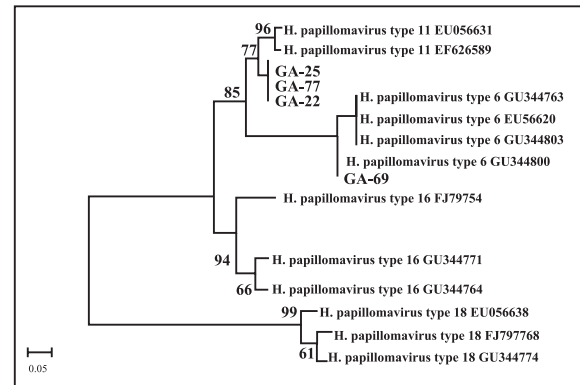 96
H. papillomavirus type 11 EU056631
H. papillomavirus type 11 EF626589
77
GA-25
GA-77
GA-22
85
H. papillomavirus type 6 GU344763
H. papillomavirus type 6 EU56620
H. papillomavirus type 6 GU344803
H. papillomavirus type 6 GU344800
GA-69
H. papillomavirus type 16 FJ79754
94
H. papillomavirus type 16 GU344771
66
H. papillomavirus type 16 GU344764
99
H. papillomavirus type 18 EU056638
H. papillomavirus type 18 FJ797768
61
H. papillomavirus type 18 GU344774
0.05